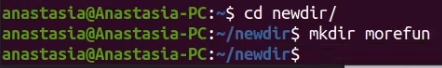 anastasia@Anastasia-PC:~$ cd newdir/
anastasia@Anastasia-PC:~/newdir$ mkdir morefun
anastasia@Anastasia-PC:~/newdir$